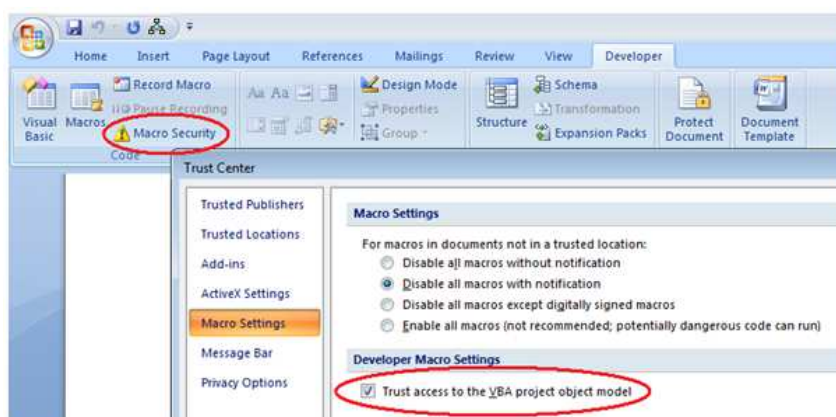 Home Insert Page Layout References Mailings Review View Developer
Visual Basic
Macros
Record Macro
Pause Recording
Macro Security
Code
Aa Aa
Design Mode
Properties
Group
Structure
Schema
Transformation
Expansion Packs
Protect Document
Document Template
Trust Center
Trusted Publishers
Trusted Locations
Add-ins
ActiveX Settings
Macro Settings
Message Bar
Privacy Options
Macro Settings
For macros in documents not in a trusted location:
Disable all macros without notification
Disable all macros with notification
Disable all macros except digitally signed macros
Enable all macros (not recommended; potentially dangerous code can run)
Developer Macro Settings
Trust access to the VBA project object model